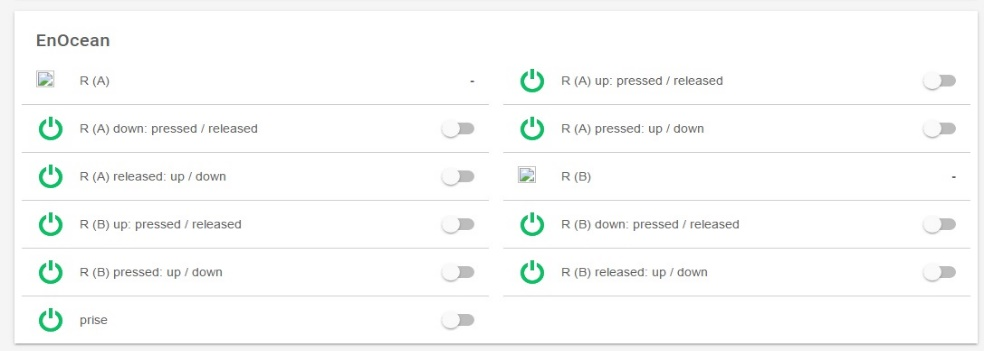 EnOcean
R (A) -
R (A) up: pressed / released
R (A) down: pressed / released
R (A) pressed: up / down
R (A) released: up / down
R (B) -
R (B) up: pressed / released
R (B) down: pressed / released
R (B) pressed: up / down
R (B) released: up / down
prise